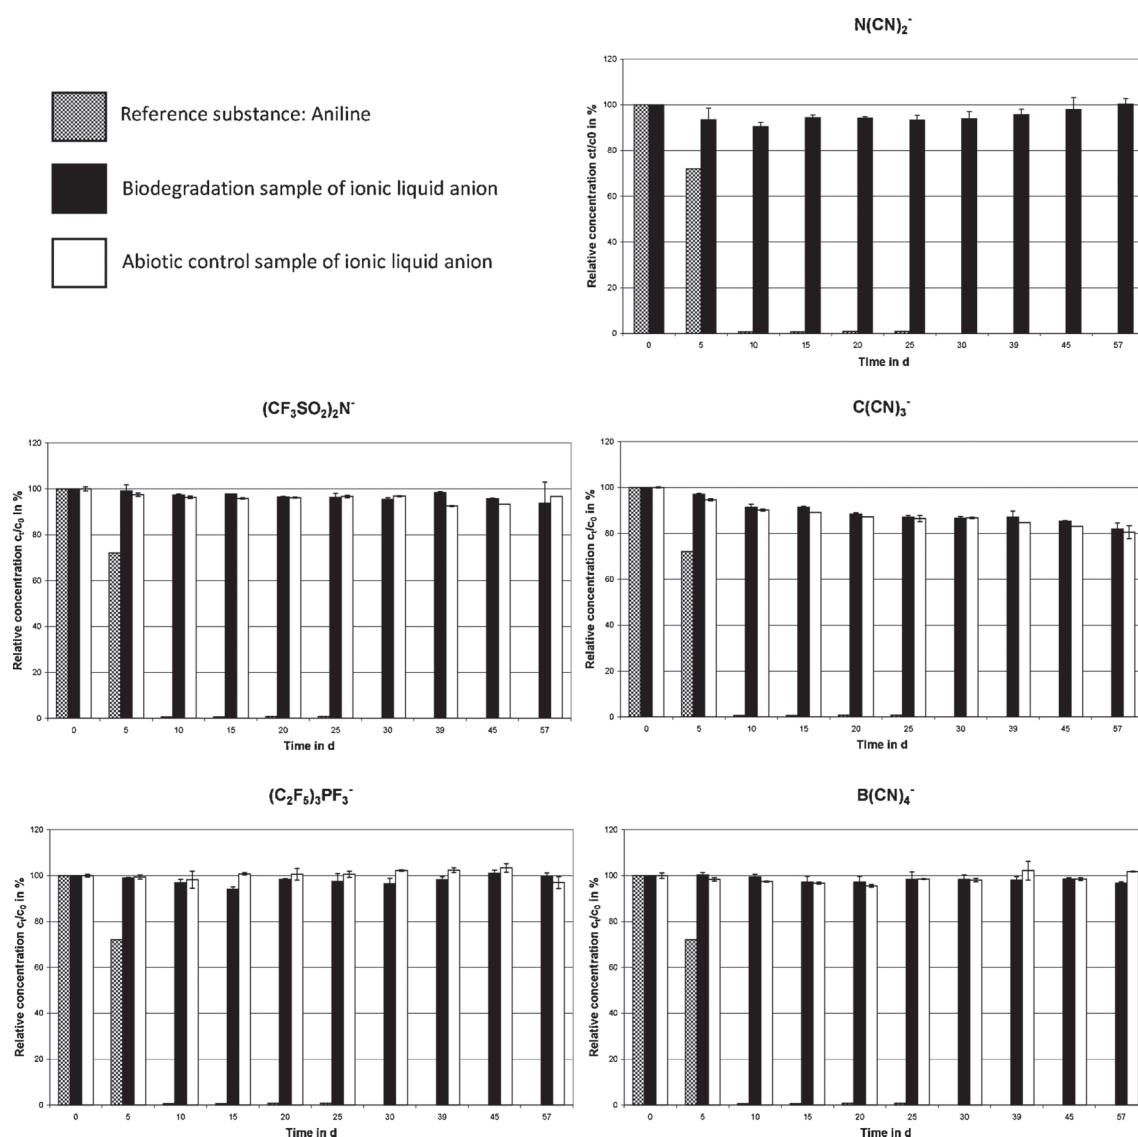 N(CN)₂⁻
Reference substance: Aniline
Biodegradation sample of ionic liquid anion
Abiotic control sample of ionic liquid anion
Relative concentration ct/c0 in %
120
100
80
60
40
20
0
0 5 10 15 20 25 30 39 45 57
Time in d
(CF₃SO₂)₂N⁻
Relative concentration cₜ/c₀ in %
120
100
80
60
40
20
0
0 5 10 15 20 25 30 39 45 57
Time in d
C(CN)₃⁻
Relative concentration cₜ/c₀ in %
120
100
80
60
40
20
0
0 5 10 15 20 25 30 39 45 57
Time in d
(C₂F₅)₃PF₃⁻
Relative concentration cₜ/c₀ in %
120
100
80
60
40
20
0
0 5 10 15 20 25 30 39 45 57
Time in d
B(CN)₄⁻
Relative concentration cₜ/c₀ in %
120
100
80
60
40
20
0
0 5 10 15 20 25 30 39 45 57
Time in d